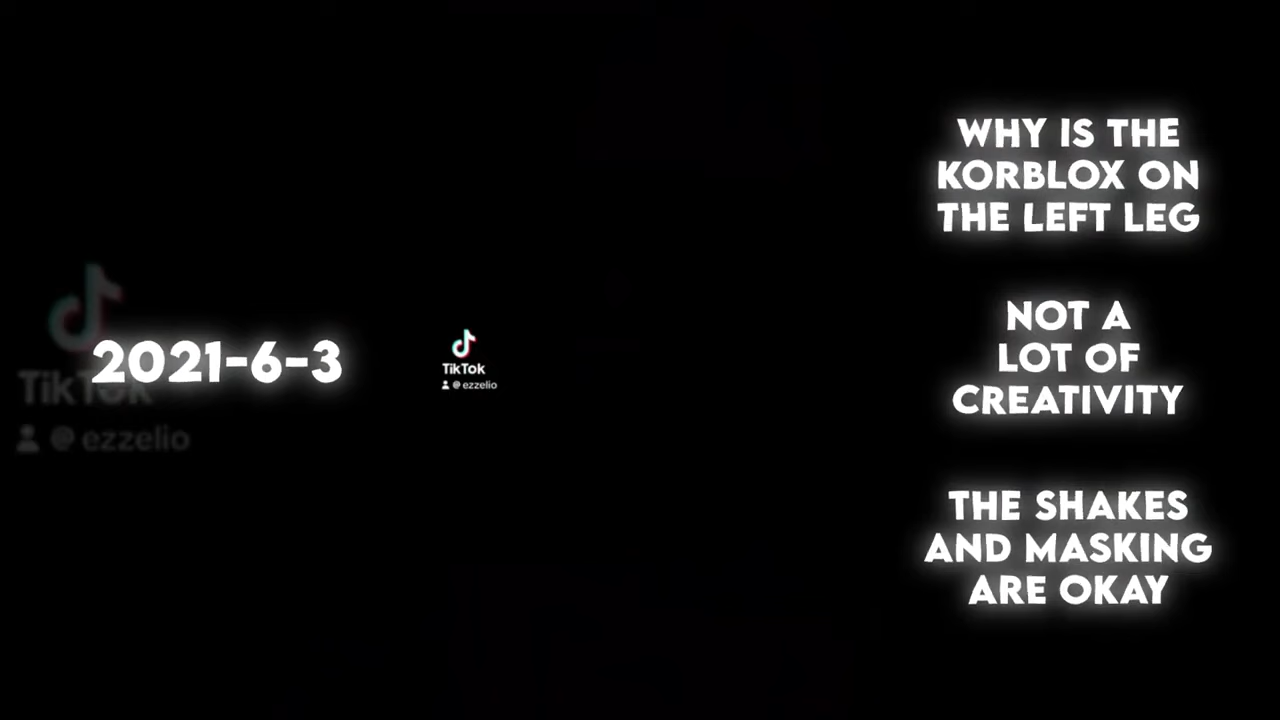 2021-6-3
TikTok
@ezzelio
TikTok
@ezzelio
WHY IS THE
KORBLOX ON
THE LEFT LEG
NOT A
LOT OF
CREATIVITY
THE SHAKES
AND MASKING
ARE OKAY